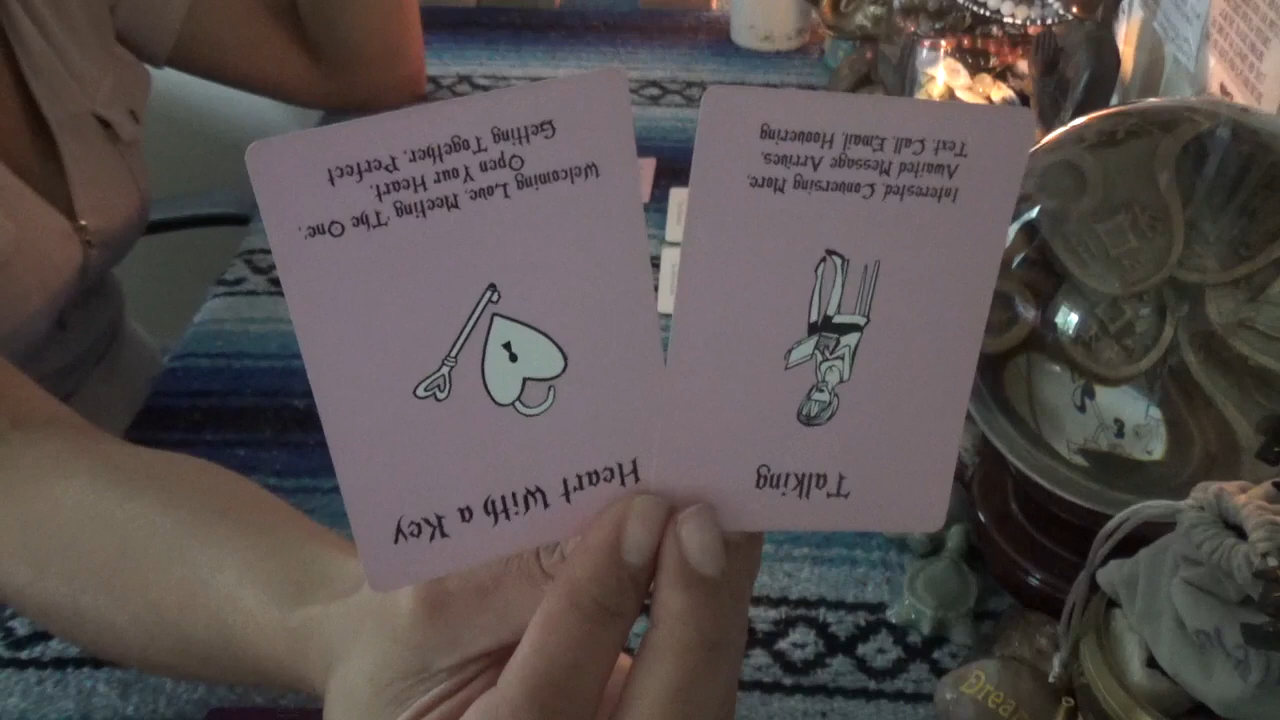 Heart With a Key
Welcoming Love, Meeting 'The One',
Open Your Heart,
Getting Together, Perfect
Talking
Interested, Conversing More,
Awaited Message Arrives,
Text, Call, Email, Hoovering